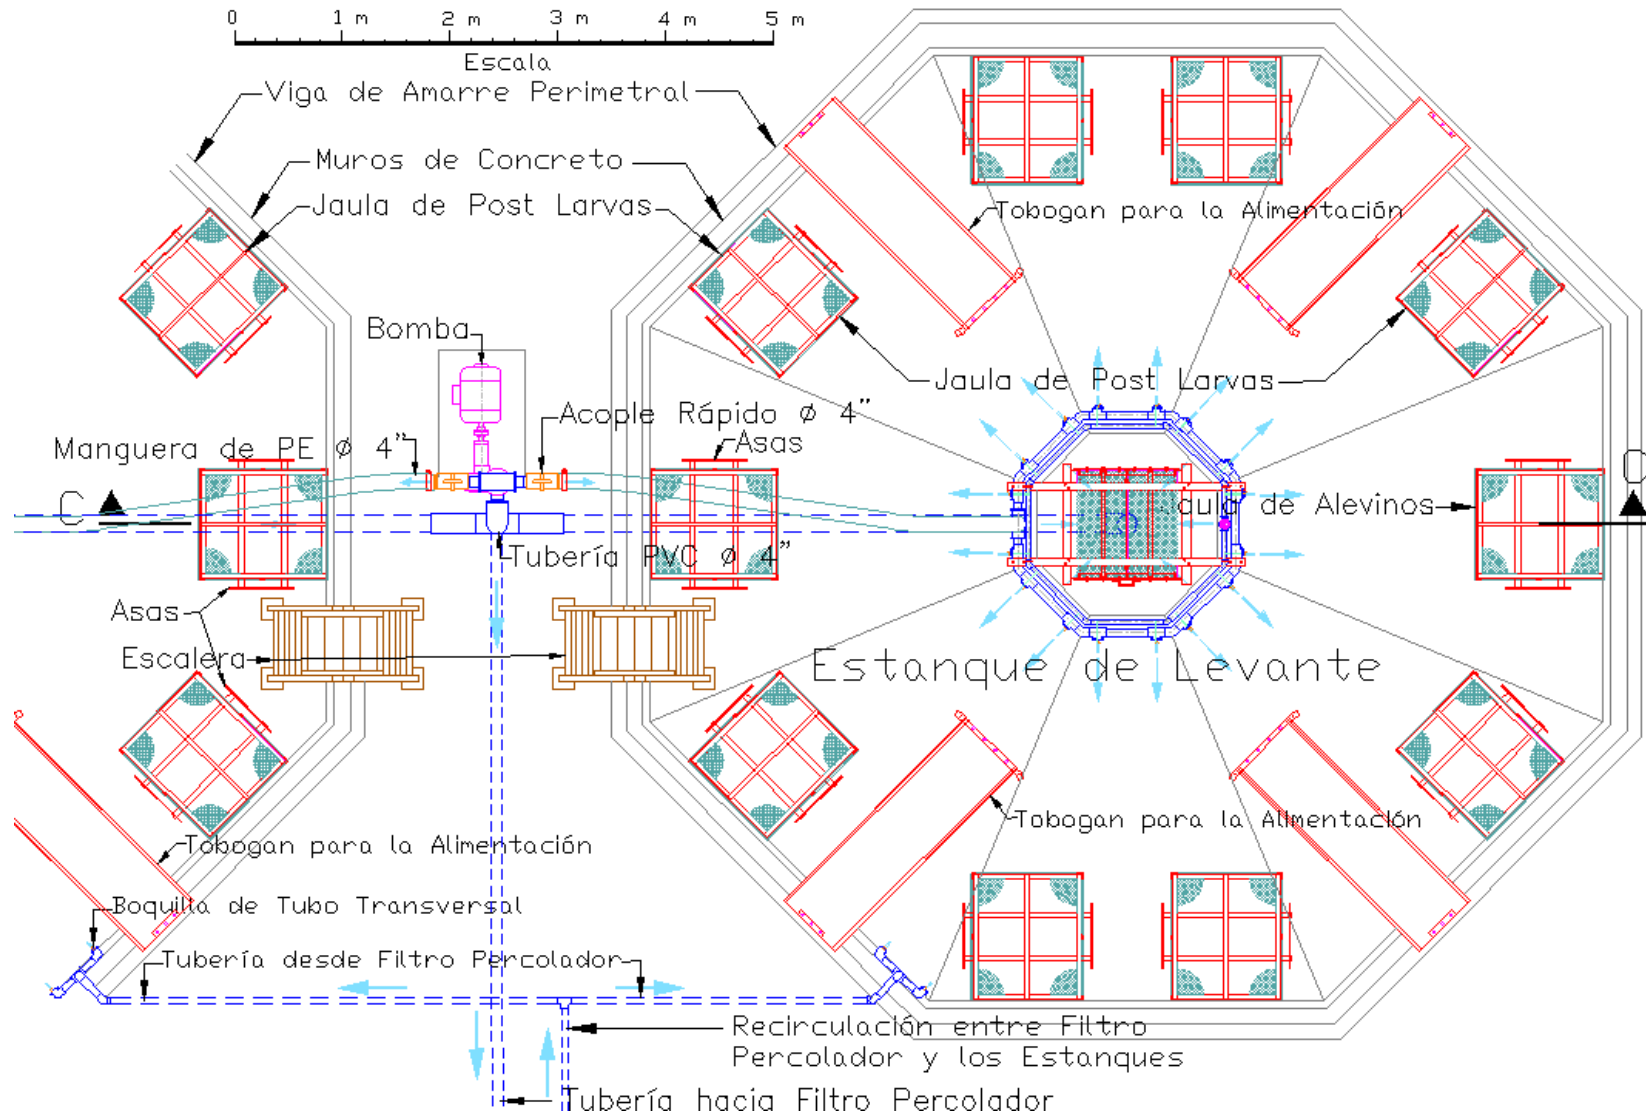 0 1 m 2 m 3 m 4 m 5 m
Escala
Viga de Amarre Perimetral
Muros de Concreto
Jaula de Post Larvas
Tobogan para la Alimentación
Bomba
Jaula de Post Larvas
Acople Rápido ø 4"
Manguera de PE ø 4"
Asas
C
Jaula de Alevinos
C
Tubería PVC ø 4"
Asas
Escalera
Estanque de Levante
Tobogan para la Alimentación
Tobogan para la Alimentación
Boquilla de Tubo Transversal
Tubería desde Filtro Percolador
Recirculación entre Filtro
Percolador y los Estanques
Tubería hacia Filtro Percolador